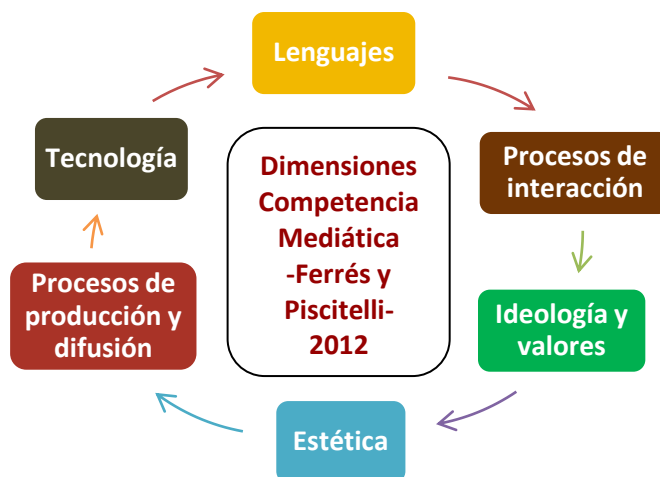 Lenguajes
Tecnología
Procesos de
interacción
Dimensiones
Competencia
Mediática
-Ferrés y
Piscitelli-
2012
Procesos de
producción y
difusión
Ideología y
valores
Estética